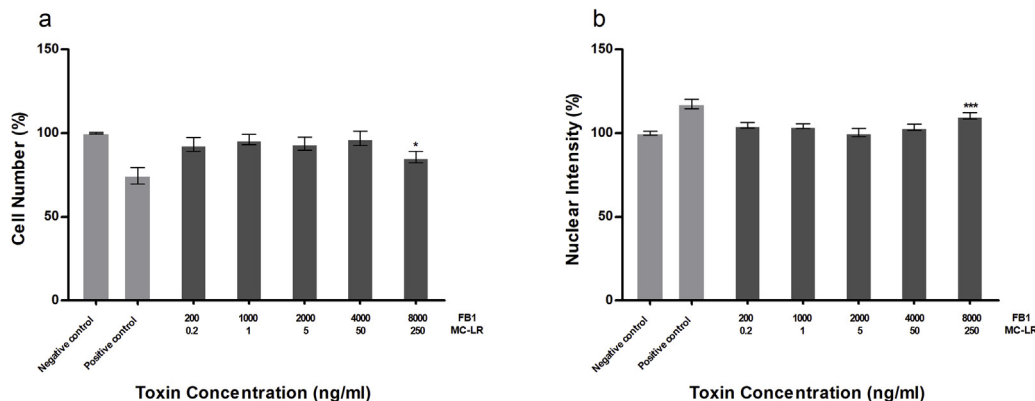 a
150
100
50
0
Cell Number (%)
*
Negative control
Positive control
200 1000 2000 4000 8000 FB1
0.2 1 5 50 250 MC-LR
Toxin Concentration (ng/ml)
b
150
100
50
0
Nuclear Intensity (%)
***
Negative control
Positive control
200 1000 2000 4000 8000 FB1
0.2 1 5 50 250 MC-LR
Toxin Concentration (ng/ml)